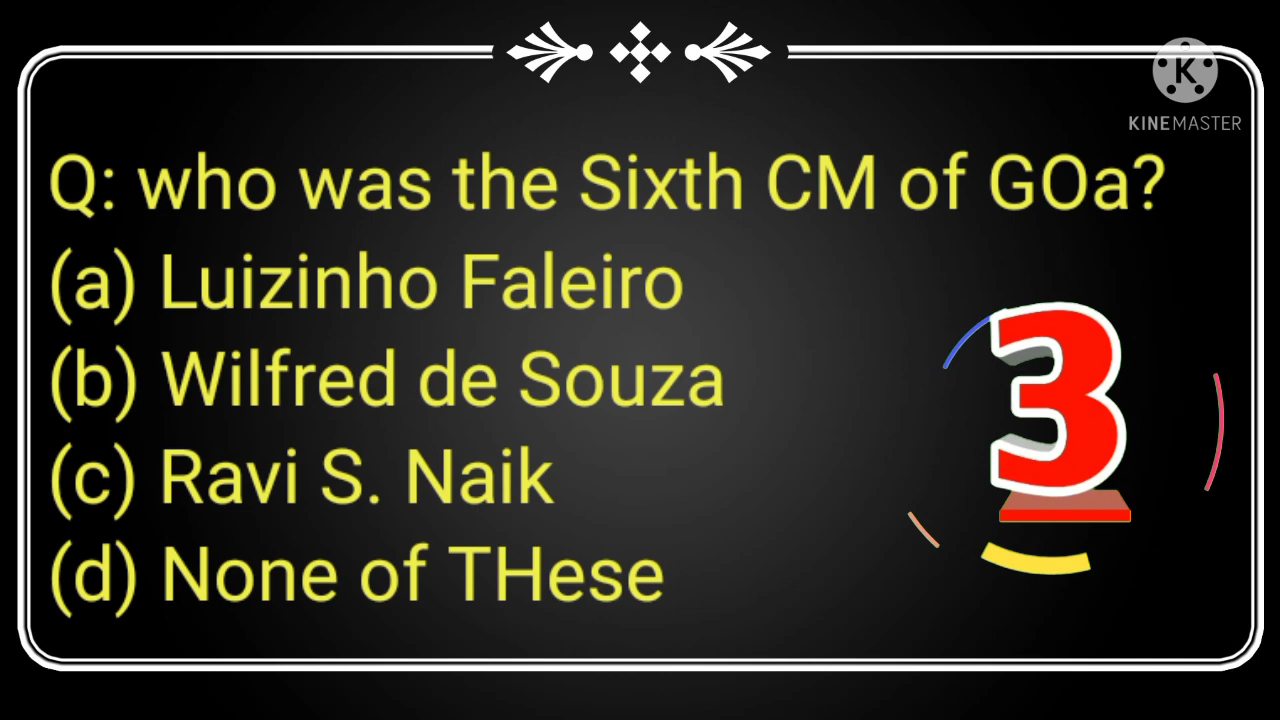 K
KINEMASTER
Q: who was the Sixth CM of GOa?
(a) Luizinho Faleiro
(b) Wilfred de Souza
(c) Ravi S. Naik
(d) None of THese
3